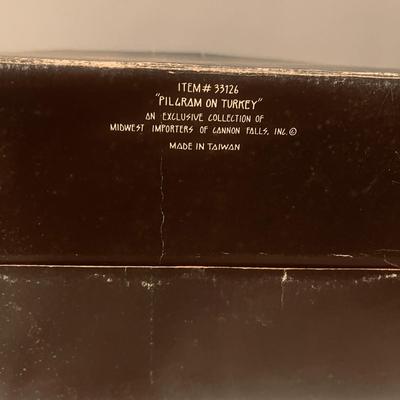 ITEM# 33126
"PILGRAM ON TURKEY"
AN EXCLUSIVE COLLECTION OF
MIDWEST IMPORTERS OF CANNON FALLS, INC.©
MADE IN TAIWAN